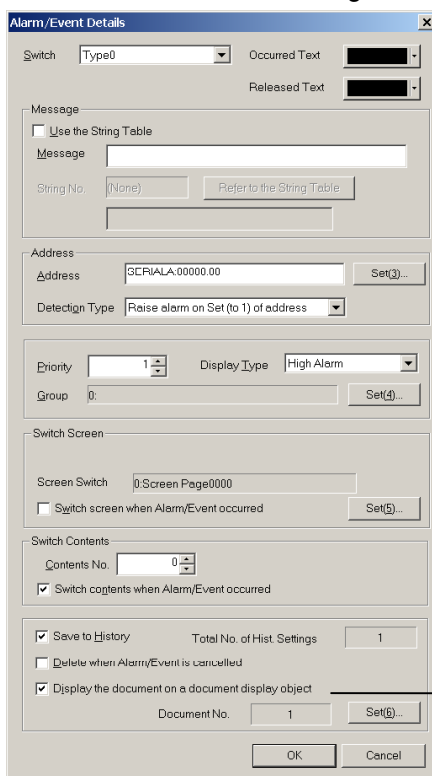 Alarm/Event Details
Switch Type0 Occurred Text
Released Text
Message
Use the String Table
Message
String No. (None) Refer to the String Table
Address
Address SERIALA:00000.00 Set(3)...
Detection Type Raise alarm on Set (to 1) of address
Priority 1 Display Type High Alarm
Group 0: Set(4)...
Switch Screen
Screen Switch 0:Screen Page0000
Switch screen when Alarm/Event occurred Set(5)...
Switch Contents
Contents No. 0
Switch contents when Alarm/Event occurred
Save to History Total No. of Hist. Settings 1
Delete when Alarm/Event is cancelled
Display the document on a document display object
Document No. 1 Set(6)...
OK Cancel